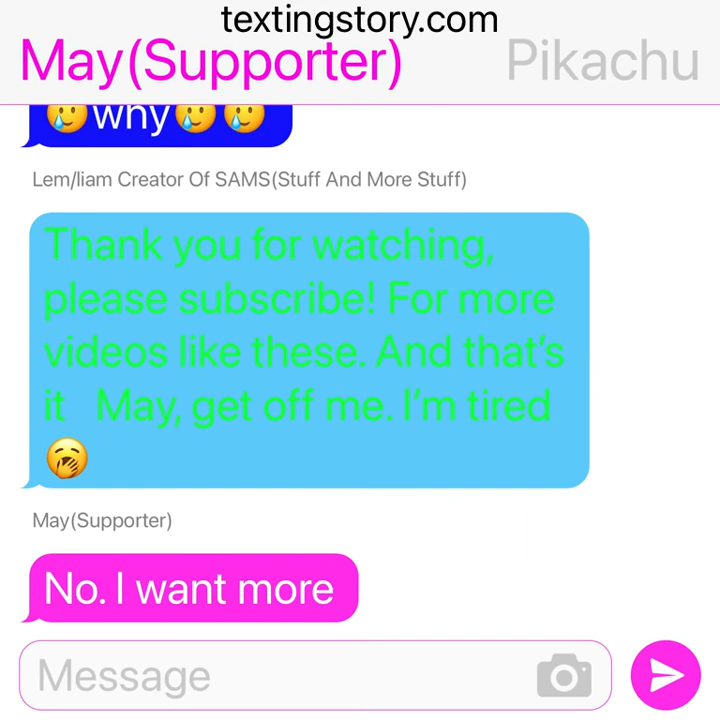 textingstory.com
May(Supporter) Pikachu
🥲why🥲🥲
Lem/liam Creator Of SAMS(Stuff And More Stuff)
Thank you for watching,
please subscribe! For more
videos like these. And that's
it   May, get off me. I'm tired
🥱
May(Supporter)
No. I want more
Message